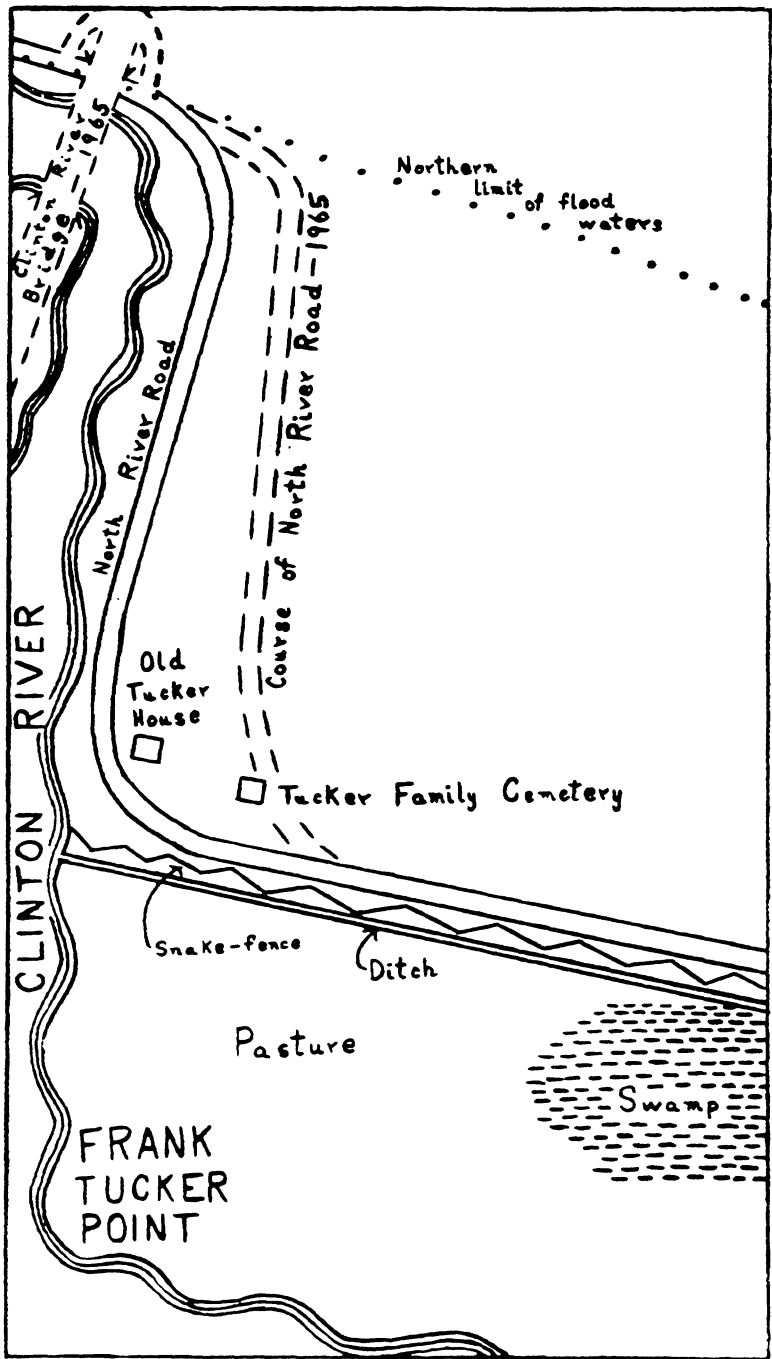 Clinton River
Bridge 1965
Northern
limit
of flood
waters
North River Road
Course of North River Road-1965
Old
Tucker
House
CLINTON RIVER
Tucker Family Cemetery
Snake-fence
Ditch
Pasture
Swamp
FRANK
TUCKER
POINT